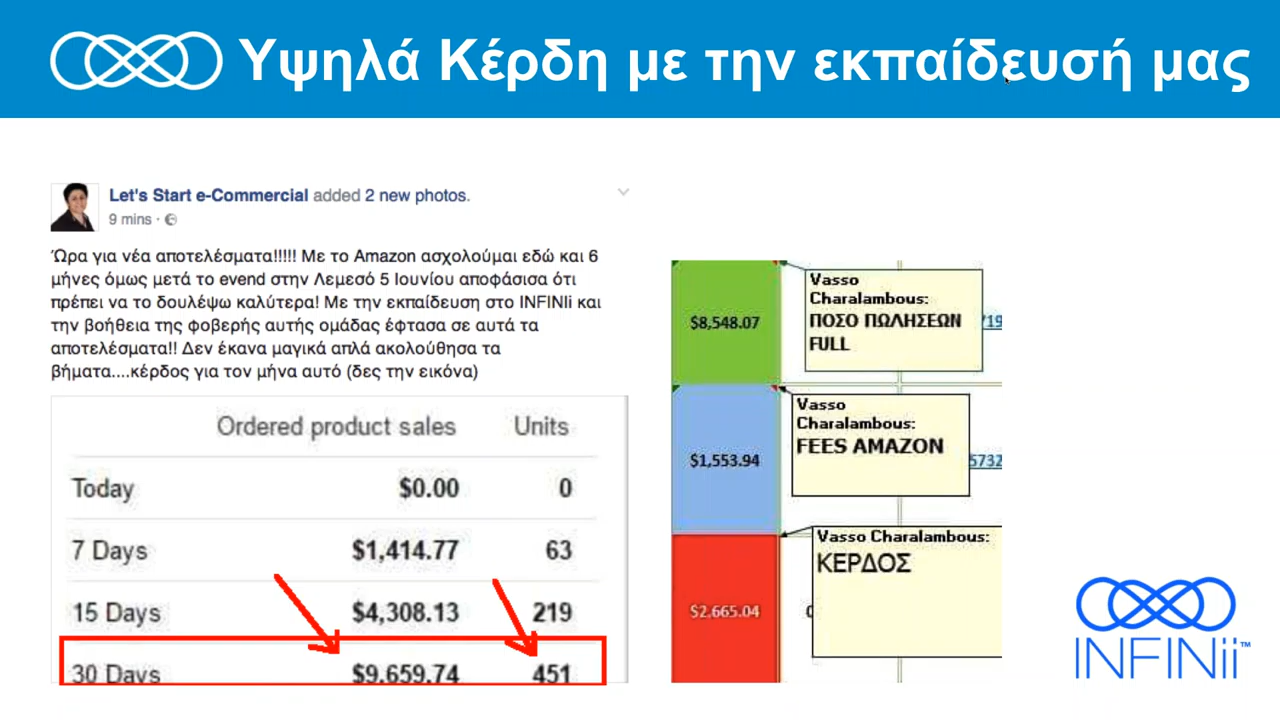 Υψηλά Κέρδη με την εκπαίδευσή μας
Let's Start e-Commercial added 2 new photos.
9 mins ·
Ώρα για νέα αποτελέσματα!!!!! Με το Amazon ασχολούμαι εδώ και 6
μήνες όμως μετά το evend στην Λεμεσό 5 Ιουνίου αποφάσισα ότι
πρέπει να το δουλέψω καλύτερα! Με την εκπαίδευση στο INFINIi και
την βοήθεια της φοβερής αυτής ομάδας έφτασα σε αυτά τα
αποτελέσματα!! Δεν έκανα μαγικά απλά ακολούθησα τα
βήματα....κέρδος για τον μήνα αυτό (δες την εικόνα)
Ordered product sales Units
Today $0.00 0
7 Days $1,414.77 63
15 Days $4,308.13 219
30 Days $9,659.74 451
Vasso
Charalambous:
ΠΟΣΟ ΠΩΛΗΣΕΩΝ
FULL
$8,548.07
719
Vasso
Charalambous:
FEES AMAZON
$1,553.94
5732
Vasso Charalambous:
ΚΕΡΔΟΣ
$2,665.04
INFINii™